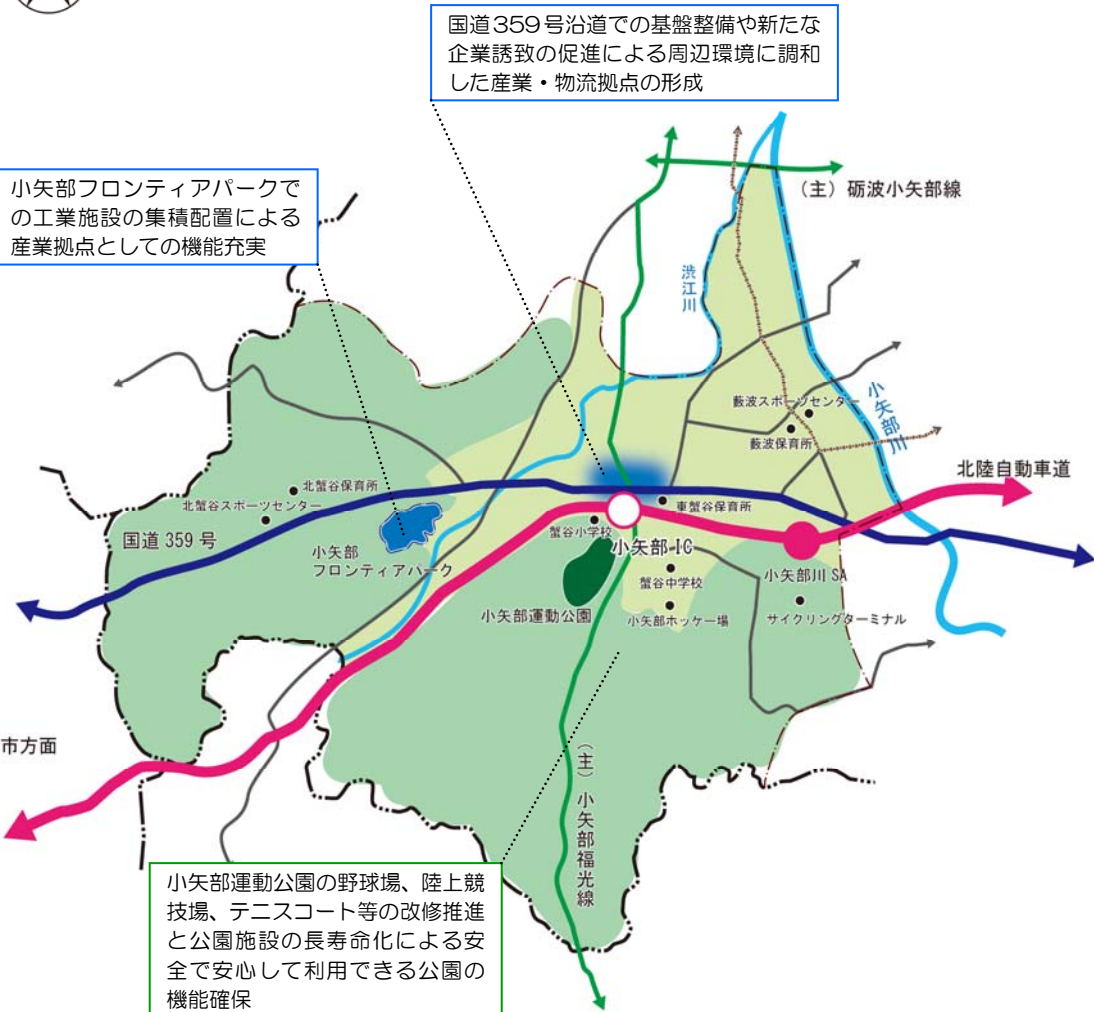 国道359号沿道での基盤整備や新たな
企業誘致の促進による周辺環境に調和
した産業・物流拠点の形成
小矢部フロンティアパークで
の工業施設の集積配置による
産業拠点としての機能充実
(主) 砺波小矢部線
渋江川
小矢部川
藪波スポーツセンター
藪波保育所
北陸自動車道
北蟹谷保育所
北蟹谷スポーツセンター
国道 359 号
小矢部
フロンティアパーク
東蟹谷保育所
蟹谷小学校
小矢部 IC
蟹谷中学校
小矢部川 SA
小矢部運動公園
小矢部ホッケー場
サイクリングターミナル
市方面
(主) 小矢部福光線
小矢部運動公園の野球場、陸上競
技場、テニスコート等の改修推進
と公園施設の長寿命化による安
全で安心して利用できる公園の
機能確保